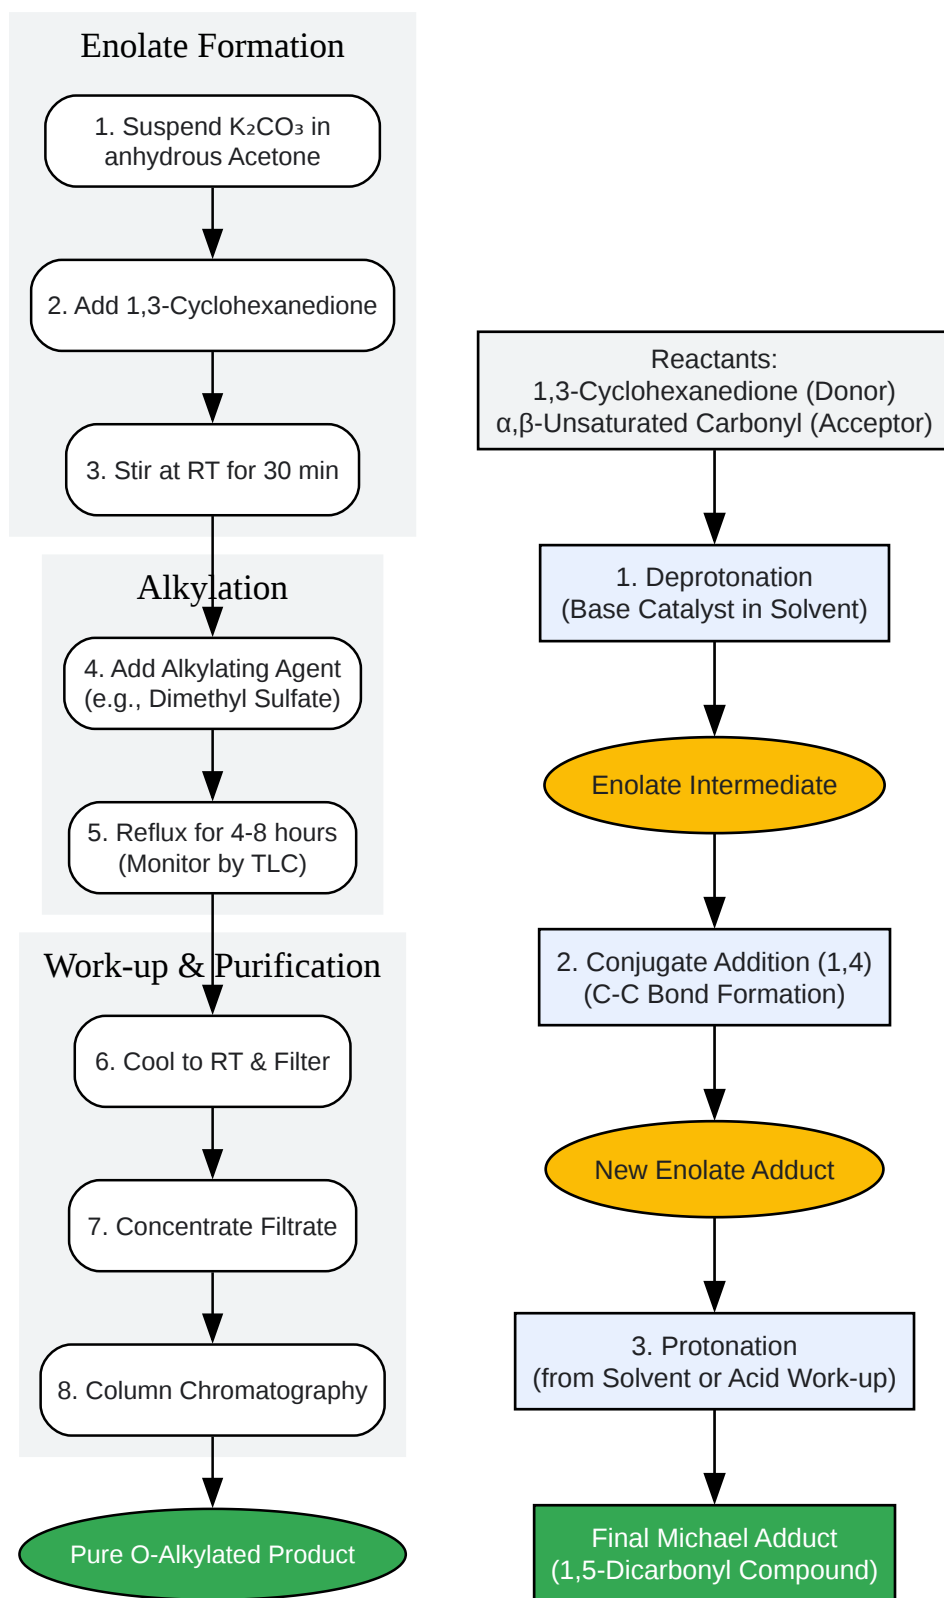 Enolate Formation
1. Suspend K₂CO₃ in
anhydrous Acetone
2. Add 1,3-Cyclohexanedione
3. Stir at RT for 30 min
Alkylation
4. Add Alkylating Agent
(e.g., Dimethyl Sulfate)
5. Reflux for 4-8 hours
(Monitor by TLC)
Work-up & Purification
6. Cool to RT & Filter
7. Concentrate Filtrate
8. Column Chromatography
Pure O-Alkylated Product
Reactants:
1,3-Cyclohexanedione (Donor)
α,β-Unsaturated Carbonyl (Acceptor)
1. Deprotonation
(Base Catalyst in Solvent)
Enolate Intermediate
2. Conjugate Addition (1,4)
(C-C Bond Formation)
New Enolate Adduct
3. Protonation
(from Solvent or Acid Work-up)
Final Michael Adduct
(1,5-Dicarbonyl Compound)